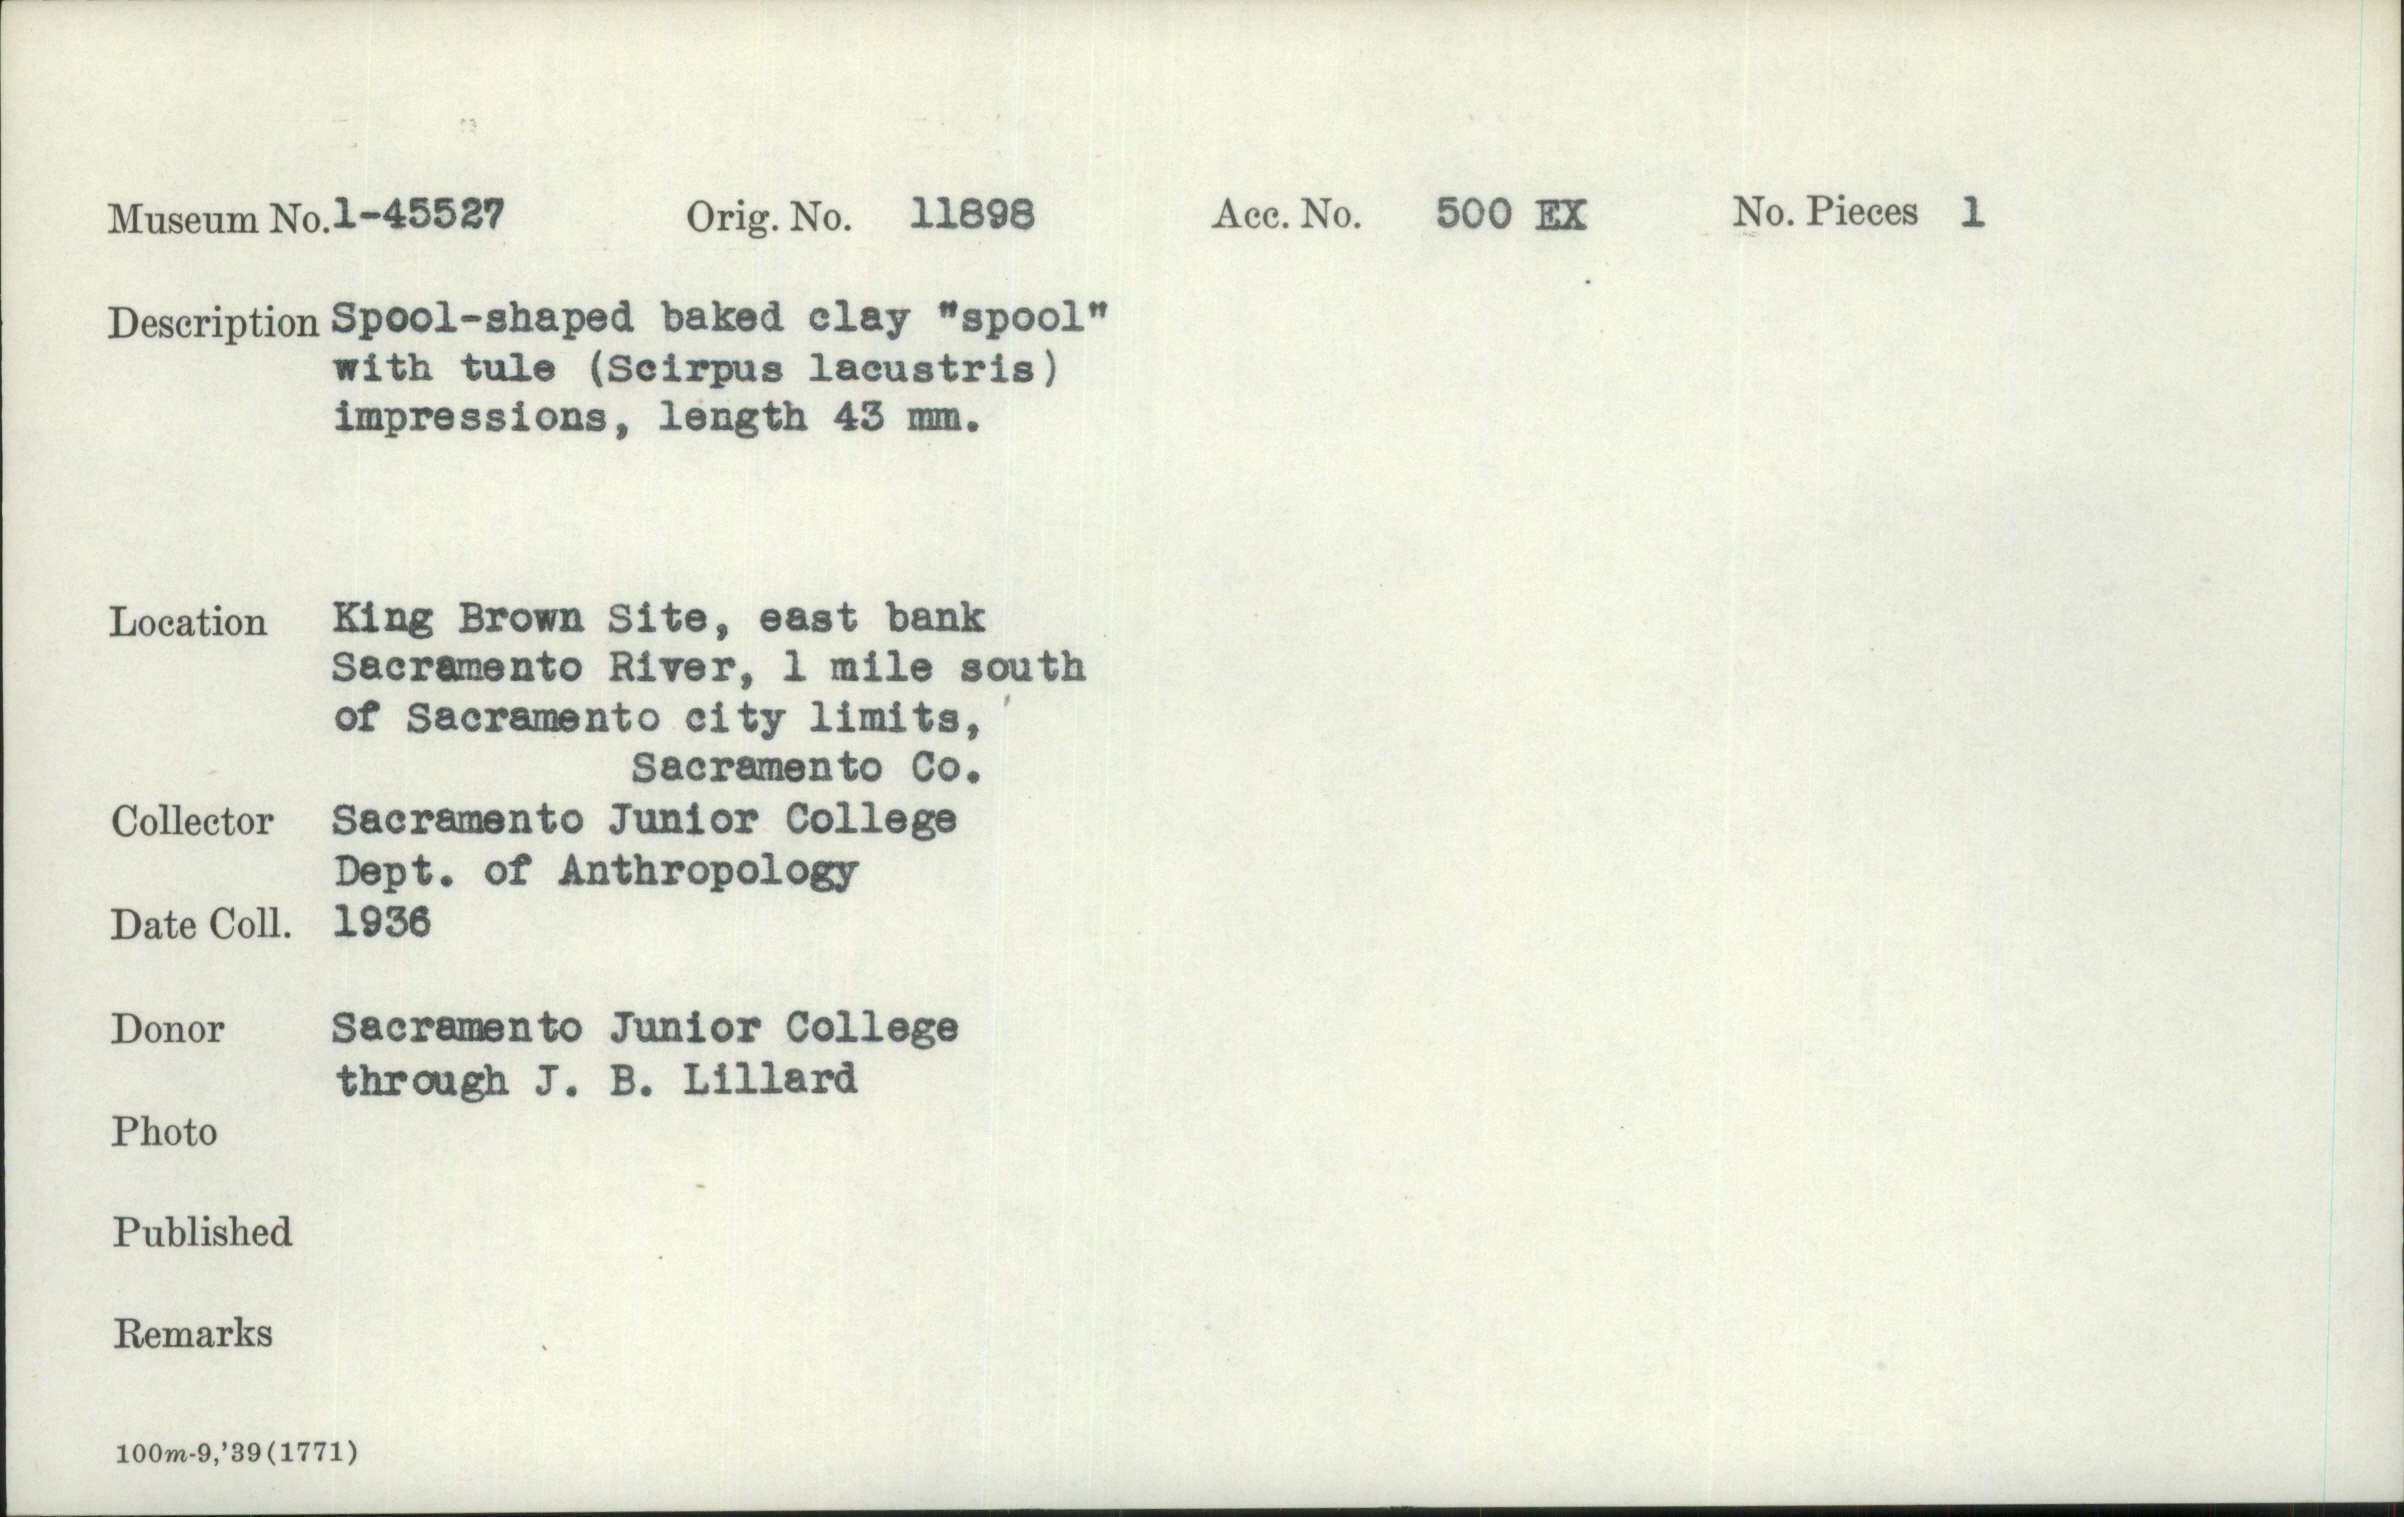 Museum No. 1-45527 Orig. No. 11898 Acc. No. 500 EX No. Pieces 1
Description Spool-shaped baked clay "spool"
with tule (Scirpus lacustris)
impressions, length 43 mm.
Location King Brown Site, east bank
Sacramento River, 1 mile south
of Sacramento city limits,
Sacramento Co.
Collector Sacramento Junior College
Dept. of Anthropology
Date Coll. 1936
Donor Sacramento Junior College
through J. B. Lillard
Photo
Published
Remarks
100m-9,'39(1771)